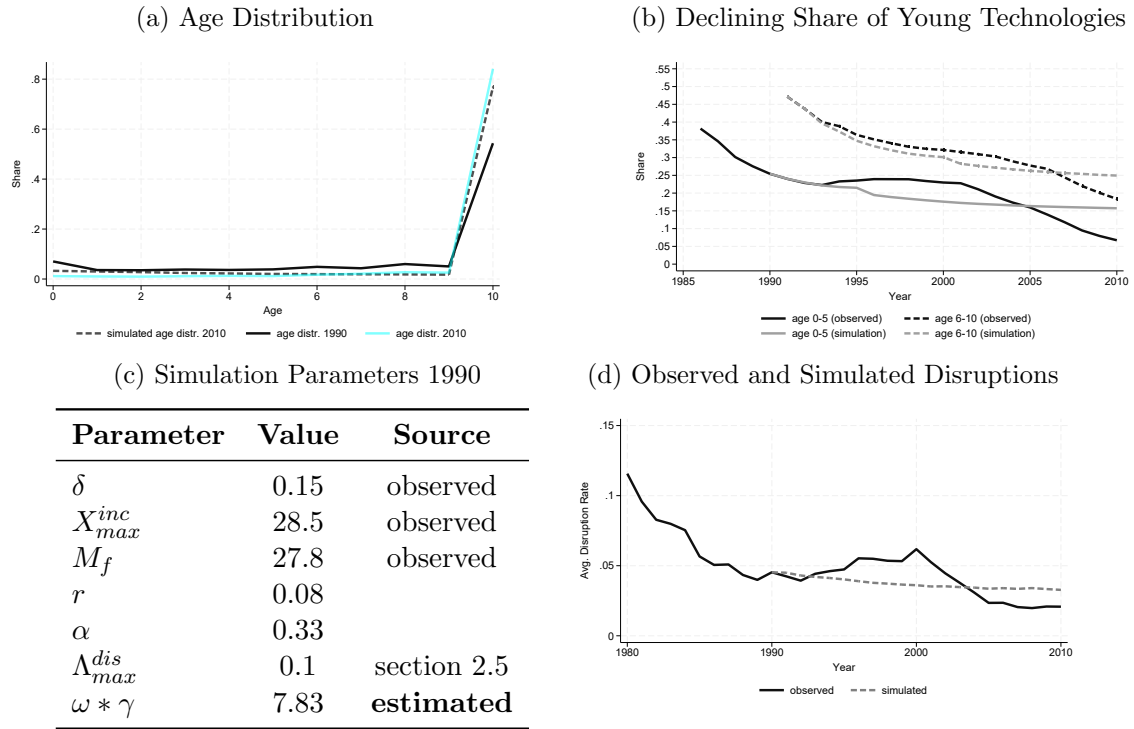 (a) Age Distribution
(b) Declining Share of Young Technologies
.8
.6
.4
.2
0
Share
0 2 4 6 8 10
Age
simulated age distr. 2010 age distr. 1990 age distr. 2010
.55
.5
.45
.4
.35
.3
.25
.2
.15
.1
.05
0
Share
1985 1990 1995 2000 2005 2010
Year
age 0-5 (observed) age 6-10 (observed)
age 0-5 (simulation) age 6-10 (simulation)
(c) Simulation Parameters 1990
Parameter Value Source
δ 0.15 observed
X_{max}^{inc} 28.5 observed
M_f 27.8 observed
r 0.08
α 0.33
Λ_{max}^{dis} 0.1 section 2.5
ω ∗ γ 7.83 estimated
(d) Observed and Simulated Disruptions
.15
.1
.05
0
Avg. Disruption Rate
1980 1990 2000 2010
Year
observed simulated